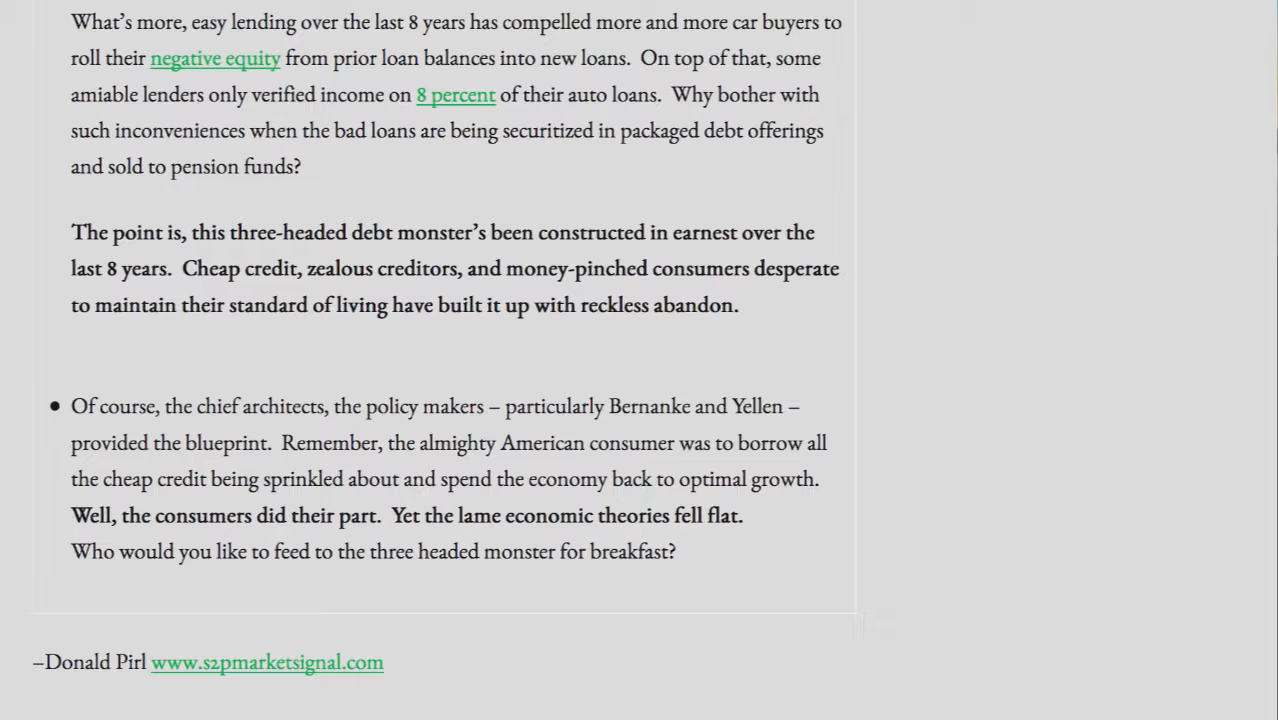 What’s more, easy lending over the last 8 years has compelled more and more car buyers to
roll their negative equity from prior loan balances into new loans.  On top of that, some
amiable lenders only verified income on 8 percent of their auto loans.  Why bother with
such inconveniences when the bad loans are being securitized in packaged debt offerings
and sold to pension funds?
The point is, this three-headed debt monster’s been constructed in earnest over the
last 8 years.  Cheap credit, zealous creditors, and money-pinched consumers desperate
to maintain their standard of living have built it up with reckless abandon.
• Of course, the chief architects, the policy makers – particularly Bernanke and Yellen –
provided the blueprint.  Remember, the almighty American consumer was to borrow all
the cheap credit being sprinkled about and spend the economy back to optimal growth.
Well, the consumers did their part.  Yet the lame economic theories fell flat.
Who would you like to feed to the three headed monster for breakfast?
–Donald Pirl www.s2pmarketsignal.com